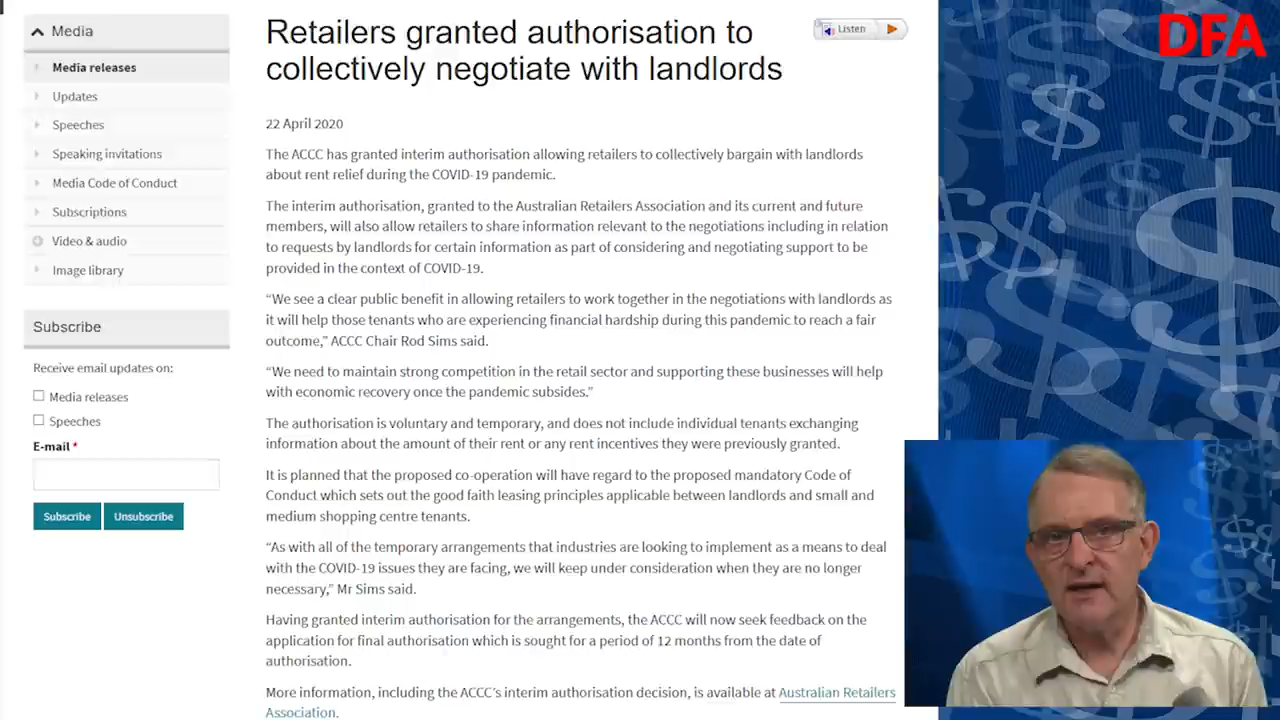 Media
Media releases
Updates
Speeches
Speaking invitations
Media Code of Conduct
Subscriptions
Video & audio
Image library
Subscribe
Receive email updates on:
Media releases
Speeches
E-mail *
Subscribe
Unsubscribe
Retailers granted authorisation to
collectively negotiate with landlords
Listen
22 April 2020
The ACCC has granted interim authorisation allowing retailers to collectively bargain with landlords
about rent relief during the COVID-19 pandemic.
The interim authorisation, granted to the Australian Retailers Association and its current and future
members, will also allow retailers to share information relevant to the negotiations including in relation
to requests by landlords for certain information as part of considering and negotiating support to be
provided in the context of COVID-19.
“We see a clear public benefit in allowing retailers to work together in the negotiations with landlords as
it will help those tenants who are experiencing financial hardship during this pandemic to reach a fair
outcome,” ACCC Chair Rod Sims said.
“We need to maintain strong competition in the retail sector and supporting these businesses will help
with economic recovery once the pandemic subsides.”
The authorisation is voluntary and temporary, and does not include individual tenants exchanging
information about the amount of their rent or any rent incentives they were previously granted.
It is planned that the proposed co-operation will have regard to the proposed mandatory Code of
Conduct which sets out the good faith leasing principles applicable between landlords and small and
medium shopping centre tenants.
“As with all of the temporary arrangements that industries are looking to implement as a means to deal
with the COVID-19 issues they are facing, we will keep under consideration when they are no longer
necessary,” Mr Sims said.
Having granted interim authorisation for the arrangements, the ACCC will now seek feedback on the
application for final authorisation which is sought for a period of 12 months from the date of
authorisation.
More information, including the ACCC’s interim authorisation decision, is available at Australian Retailers
Association.
DFA